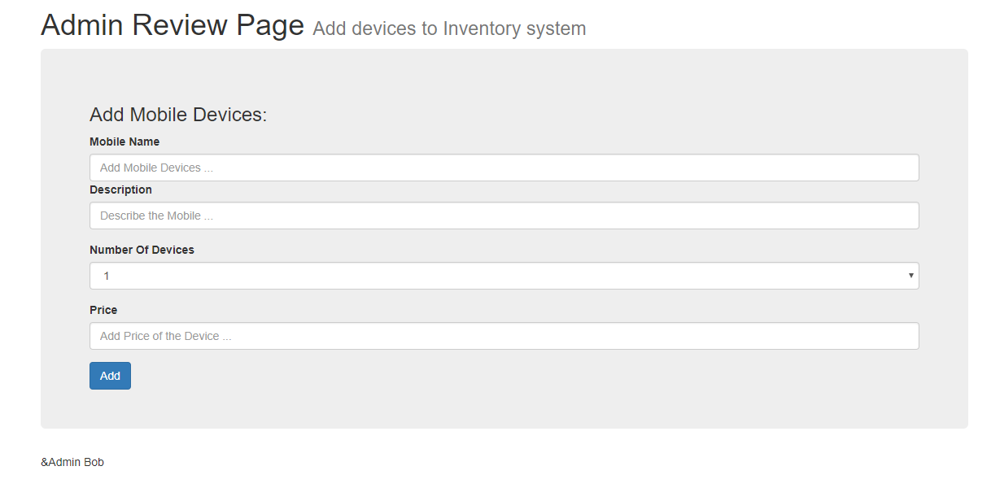 Admin Review Page Add devices to Inventory system
Add Mobile Devices:
Mobile Name
Add Mobile Devices ...
Description
Describe the Mobile ...
Number Of Devices
1
Price
Add Price of the Device ...
Add
&Admin Bob